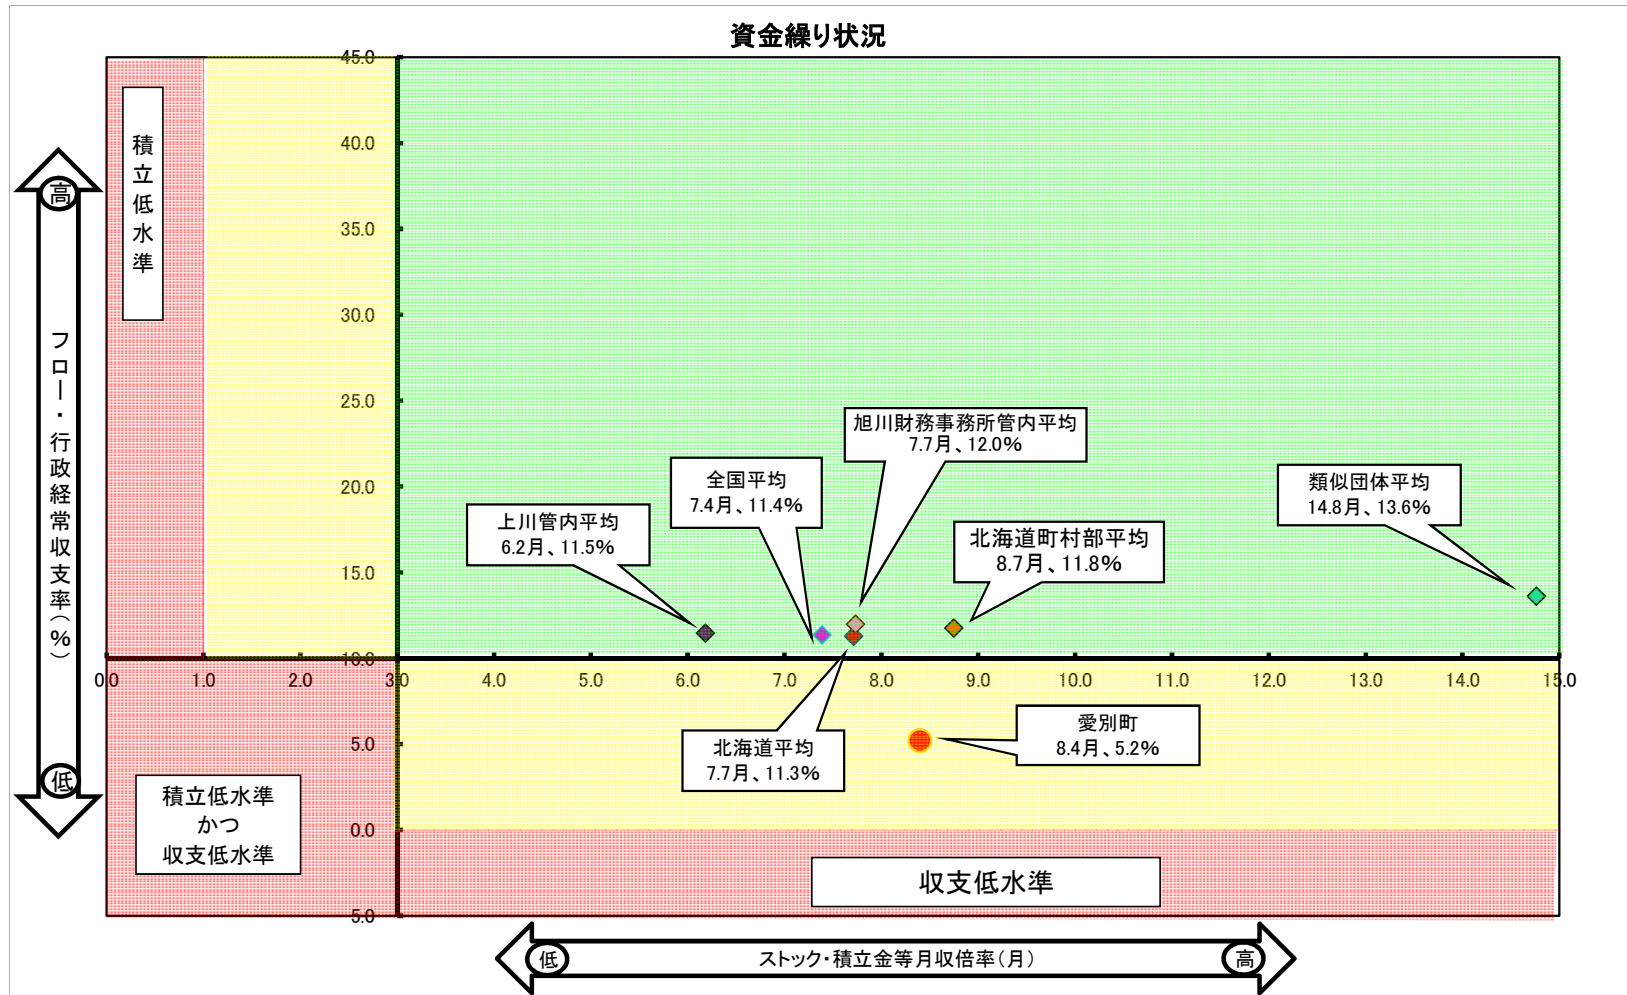 資金繰り状況
45.0
40.0
35.0
30.0
25.0
20.0
15.0
10.0
5.0
0.0
5.0
0.0
1.0
2.0
3.0
4.0
5.0
6.0
7.0
8.0
9.0
10.0
11.0
12.0
13.0
14.0
15.0
積立低水準
高
フロー・行政経常収支率(%)
低
上川管内平均
6.2月、11.5%
全国平均
7.4月、11.4%
旭川財務事務所管内平均
7.7月、12.0%
北海道町村部平均
8.7月、11.8%
類似団体平均
14.8月、13.6%
北海道平均
7.7月、11.3%
愛別町
8.4月、5.2%
積立低水準
かつ
収支低水準
収支低水準
低
ストック・積立金等月収倍率(月)
高